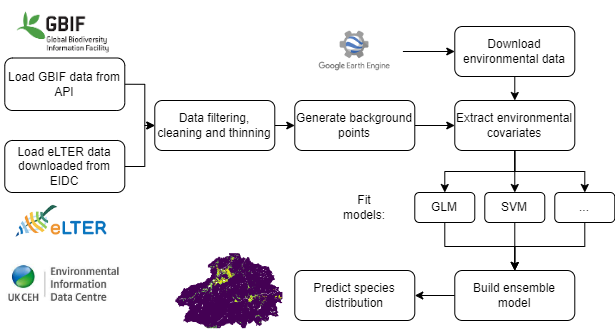 GBIF
Global Biodiversity
Information Facility
Load GBIF data from
API
Load eLTER data
downloaded from
EIDC
eLTER
UKCEH
Environmental
Information
Data Centre
Data filtering,
cleaning and thinning
Generate background
points
Google Earth Engine
Download
environmental data
Extract environmental
covariates
Fit
models:
GLM
SVM
...
Build ensemble
model
Predict species
distribution